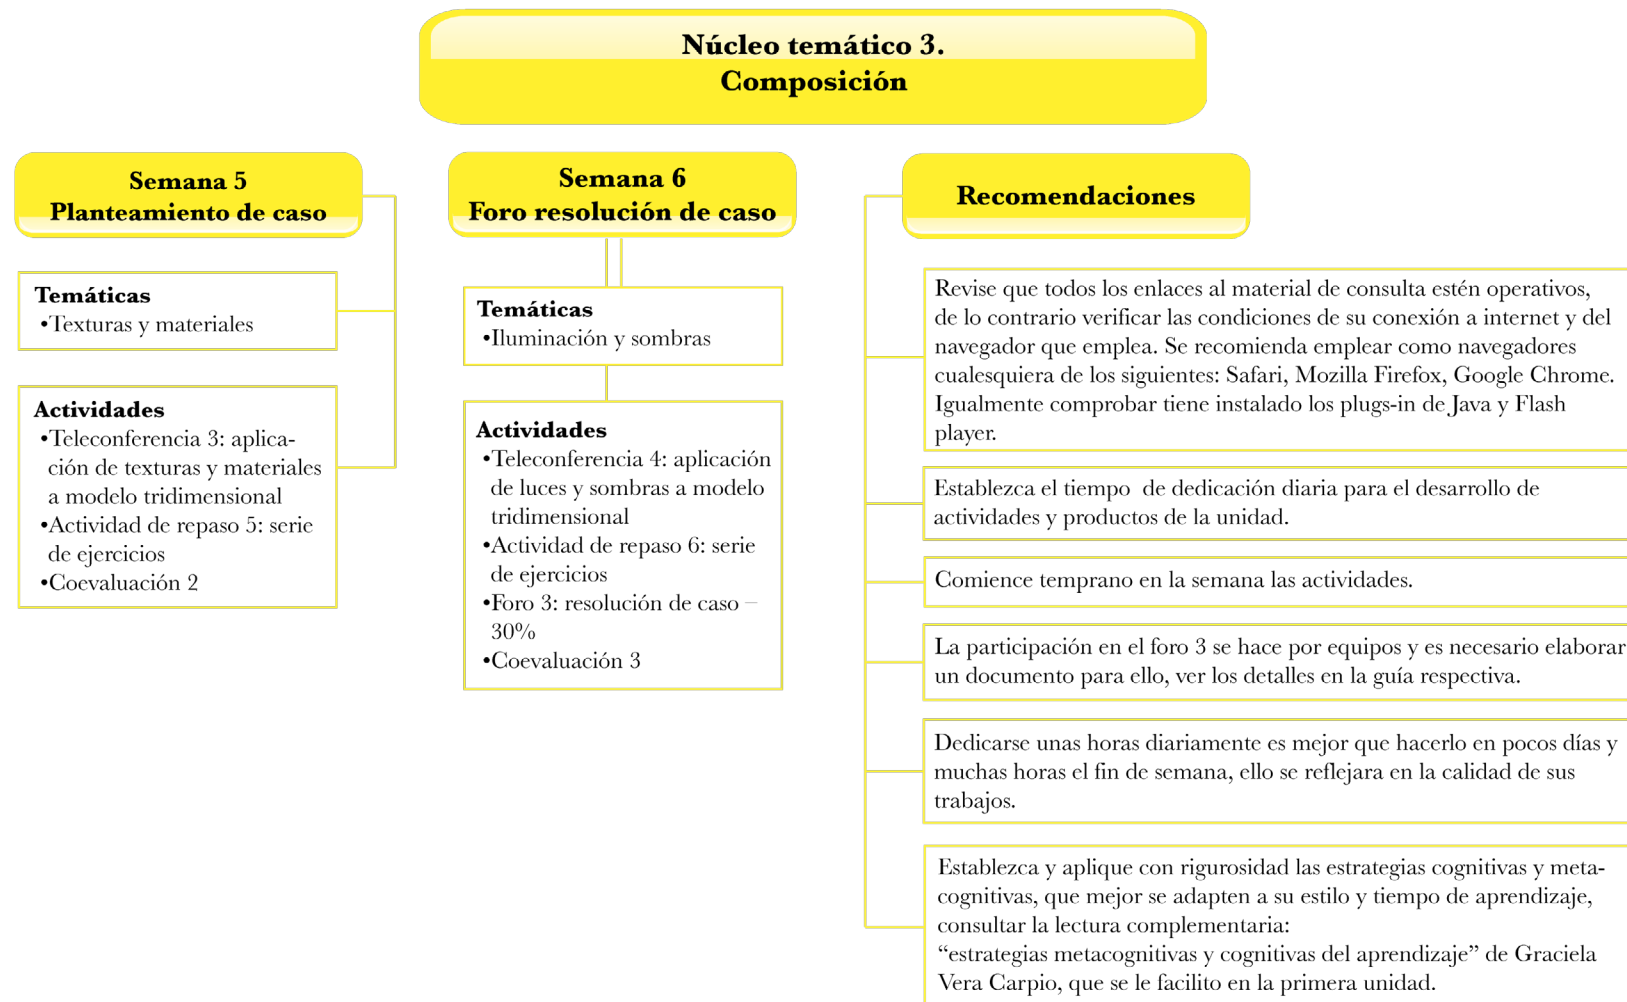 Núcleo temático 3.
Composición
Semana 5
Planteamiento de caso
Temáticas
•Texturas y materiales
Actividades
•Teleconferencia 3: aplica-
ción de texturas y materiales
a modelo tridimensional
•Actividad de repaso 5: serie
de ejercicios
•Coevaluación 2
Semana 6
Foro resolución de caso
Temáticas
•Iluminación y sombras
Actividades
•Teleconferencia 4: aplicación
de luces y sombras a modelo
tridimensional
•Actividad de repaso 6: serie
de ejercicios
•Foro 3: resolución de caso –
30%
•Coevaluación 3
Recomendaciones
Revise que todos los enlaces al material de consulta estén operativos,
de lo contrario verificar las condiciones de su conexión a internet y del
navegador que emplea. Se recomienda emplear como navegadores
cualesquiera de los siguientes: Safari, Mozilla Firefox, Google Chrome.
Igualmente comprobar tiene instalado los plugs-in de Java y Flash
player.
Establezca el tiempo de dedicación diaria para el desarrollo de
actividades y productos de la unidad.
Comience temprano en la semana las actividades.
La participación en el foro 3 se hace por equipos y es necesario elaborar
un documento para ello, ver los detalles en la guía respectiva.
Dedicarse unas horas diariamente es mejor que hacerlo en pocos días y
muchas horas el fin de semana, ello se reflejara en la calidad de sus
trabajos.
Establezca y aplique con rigurosidad las estrategias cognitivas y meta-
cognitivas, que mejor se adapten a su estilo y tiempo de aprendizaje,
consultar la lectura complementaria:
“estrategias metacognitivas y cognitivas del aprendizaje” de Graciela
Vera Carpio, que se le facilito en la primera unidad.